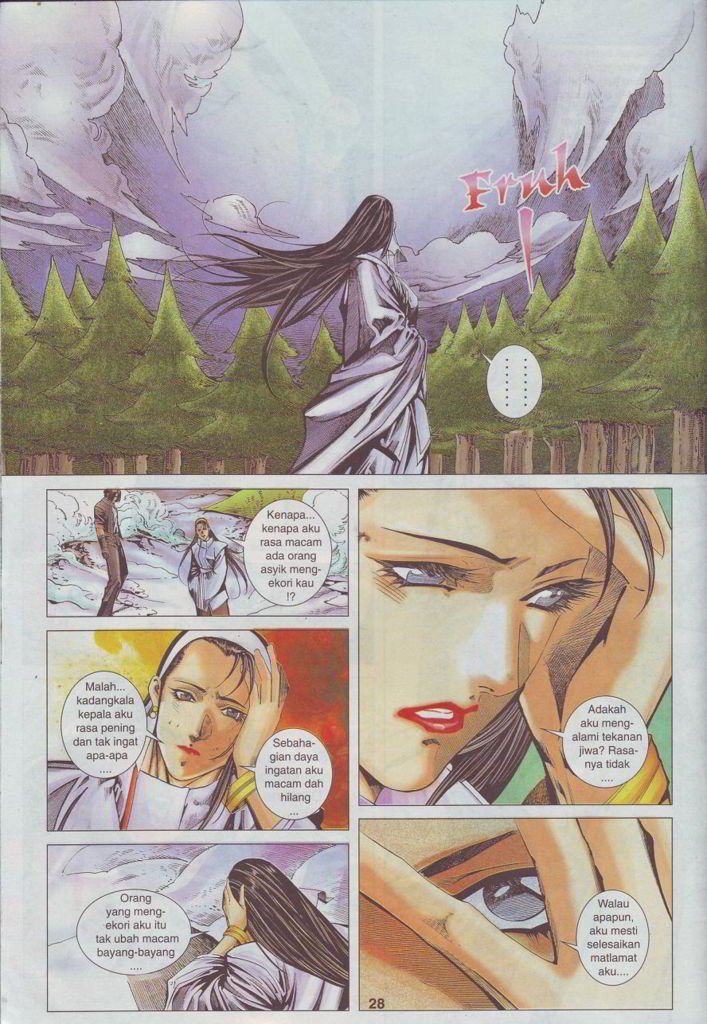 Fruh
!
......
......
Kenapa...
kenapa aku
rasa macam
ada orang
asyik meng-
ekori kau
!?
Malah...
kadangkala
kepala aku
rasa pening
dan tak ingat
apa-apa
....
Sebaha-
gian daya
ingatan aku
macam dah
hilang
...
Orang
yang meng-
ekori aku itu
tak ubah macam
bayang-bayang
....
Adakah
aku meng-
alami tekanan
jiwa? Rasa-
nya tidak
....
Walau
apapun,
aku mesti
selesaikan
matlamat
aku....
28